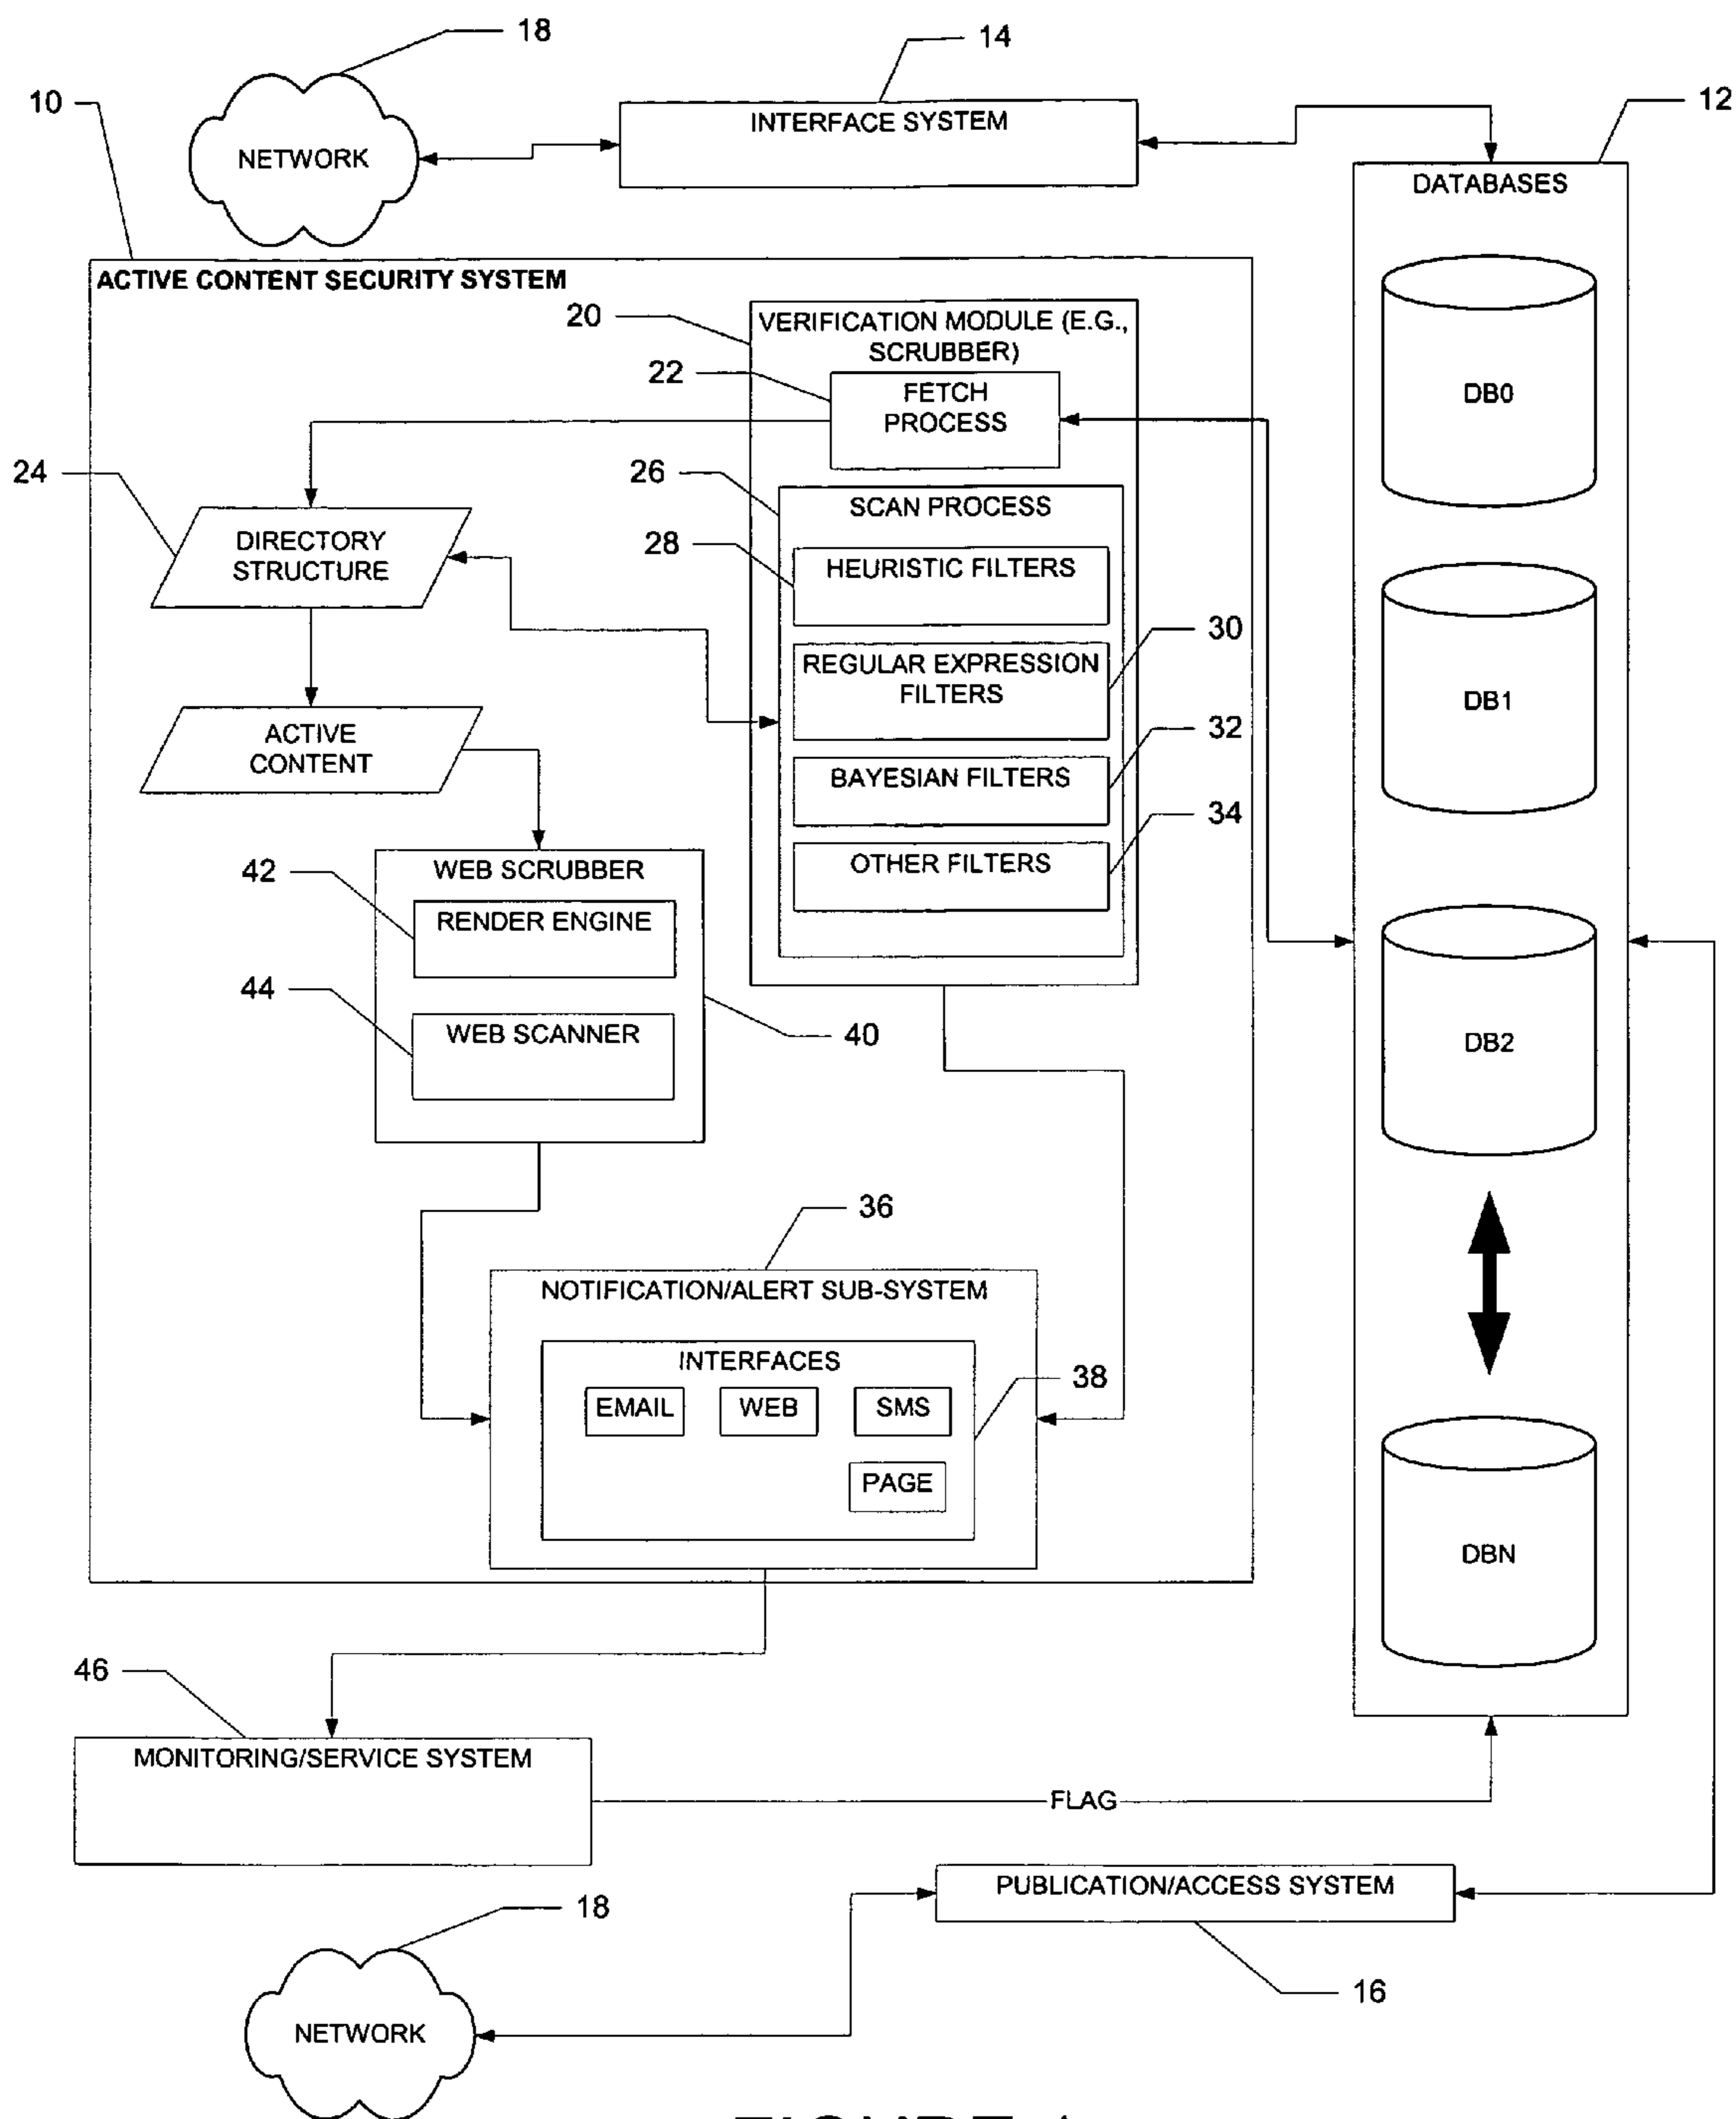 18
14
10
12
NETWORK
INTERFACE SYSTEM
DATABASES
ACTIVE CONTENT SECURITY SYSTEM
20
VERIFICATION MODULE (E.G.,
SCRUBBER)
22
FETCH
PROCESS
DB0
24
26
SCAN PROCESS
DIRECTORY
STRUCTURE
28
HEURISTIC FILTERS
30
REGULAR EXPRESSION
FILTERS
DB1
ACTIVE
CONTENT
32
BAYESIAN FILTERS
34
OTHER FILTERS
42
WEB SCRUBBER
RENDER ENGINE
44
WEB SCANNER
40
DB2
36
NOTIFICATION/ALERT SUB-SYSTEM
INTERFACES
38
EMAIL
WEB
SMS
PAGE
DBN
46
MONITORING/SERVICE SYSTEM
FLAG
PUBLICATION/ACCESS SYSTEM
18
16
NETWORK